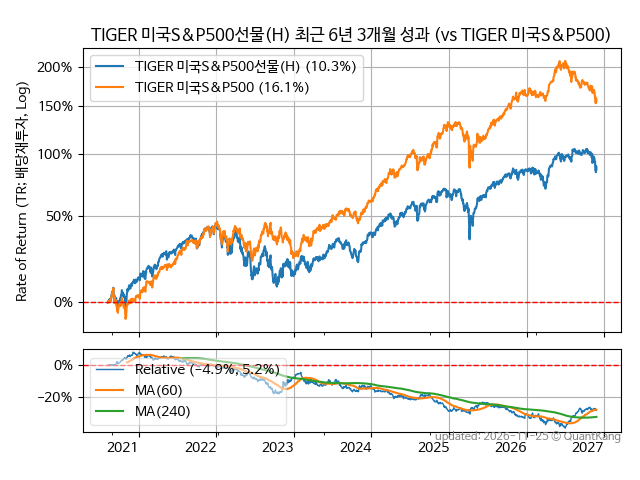 TIGER 미국S&P500선물(H) 최근 6년 3개월 성과 (vs TIGER 미국S&P500)
Rate of Return (TR: 배당재투자, Log)
200%
150%
100%
50%
0%
TIGER 미국S&P500선물(H) (10.3%)
TIGER 미국S&P500 (16.1%)
0%
−20%
Relative (−4.9%, 5.2%)
MA(60)
MA(240)
updated: 2026-11-25 © QuantKang
2021 2022 2023 2024 2025 2026 2027